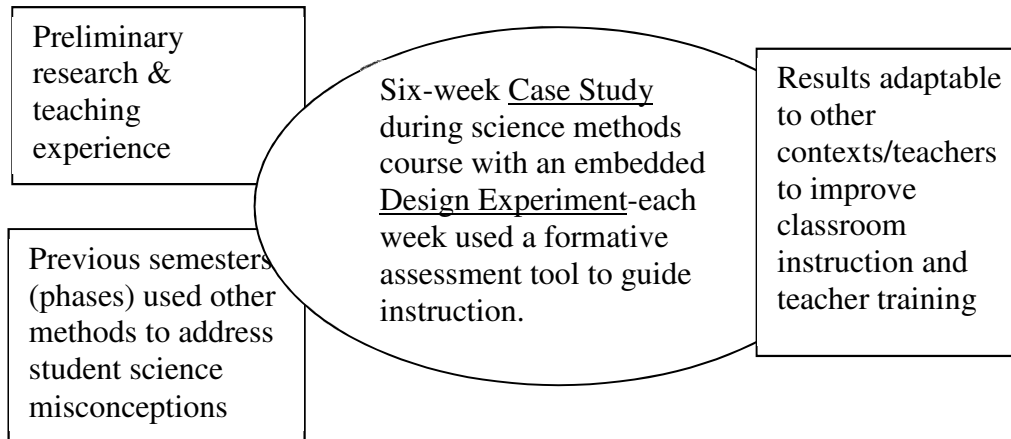 Preliminary
research &
teaching
experience
Previous semesters
(phases) used other
methods to address
student science
misconceptions
Six-week Case Study
during science methods
course with an embedded
Design Experiment-each
week used a formative
assessment tool to guide
instruction.
Results adaptable
to other
contexts/teachers
to improve
classroom
instruction and
teacher training